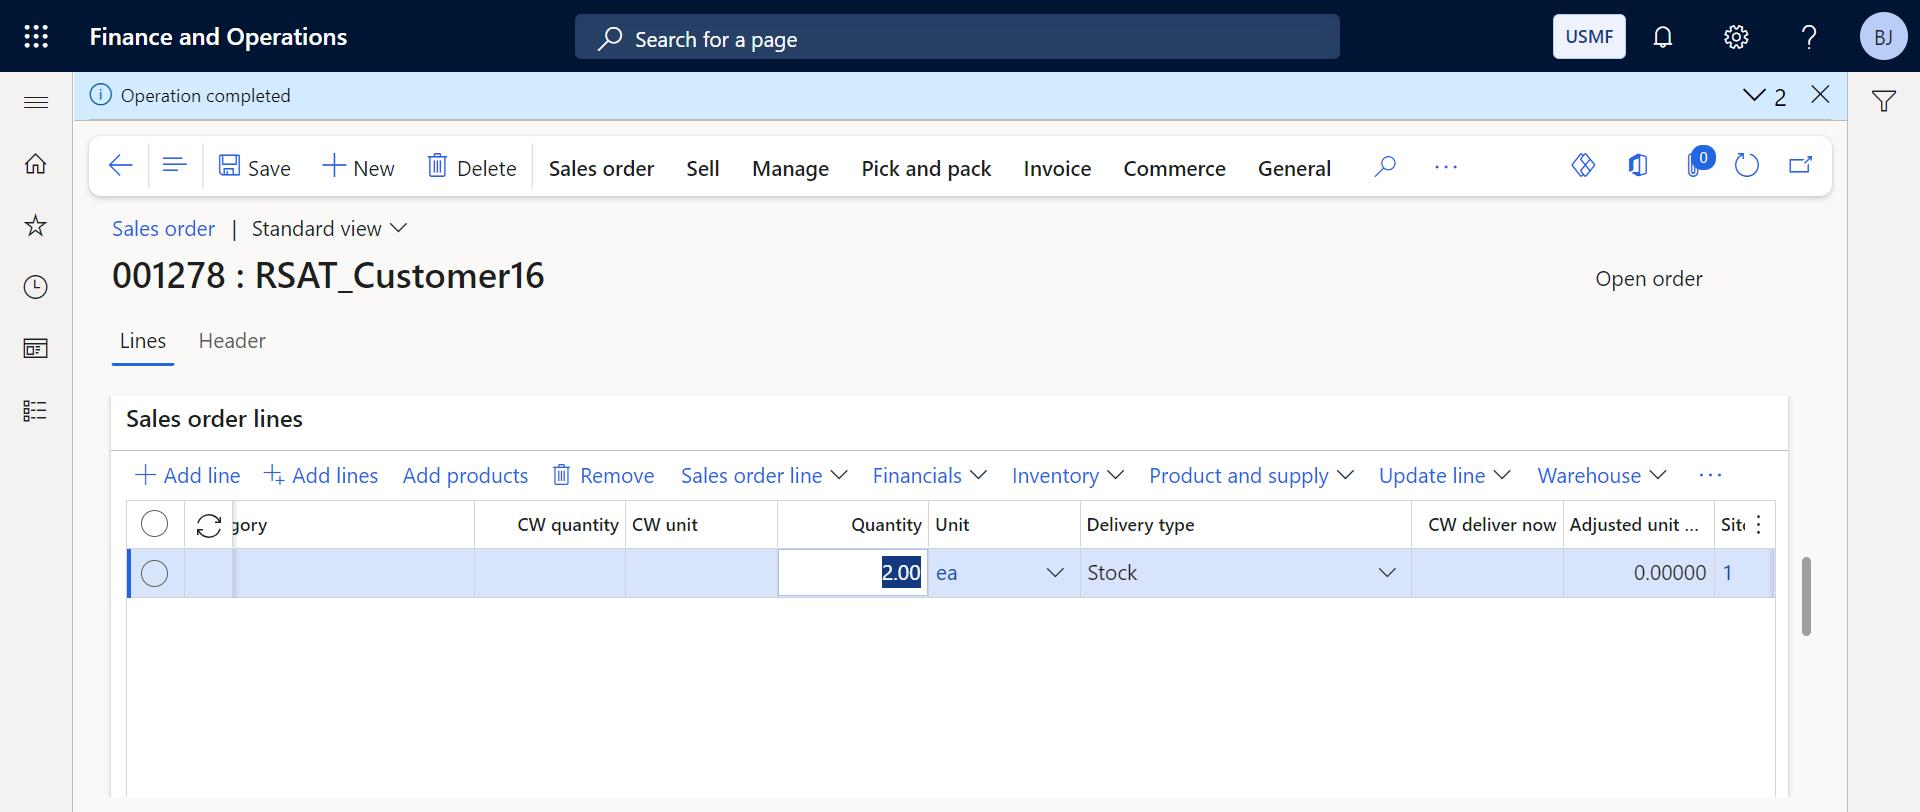 Finance and Operations
Search for a page
USMF
BJ
Operation completed
2
Save
New
Delete
Sales order
Sell
Manage
Pick and pack
Invoice
Commerce
General
0
Sales order | Standard view
001278 : RSAT_Customer16
Open order
Lines
Header
Sales order lines
Add line
Add lines
Add products
Remove
Sales order line
Financials
Inventory
Product and supply
Update line
Warehouse
gory
CW quantity
CW unit
Quantity
Unit
Delivery type
CW deliver now
Adjusted unit ...
Site
2.00
ea
Stock
0.00000
1